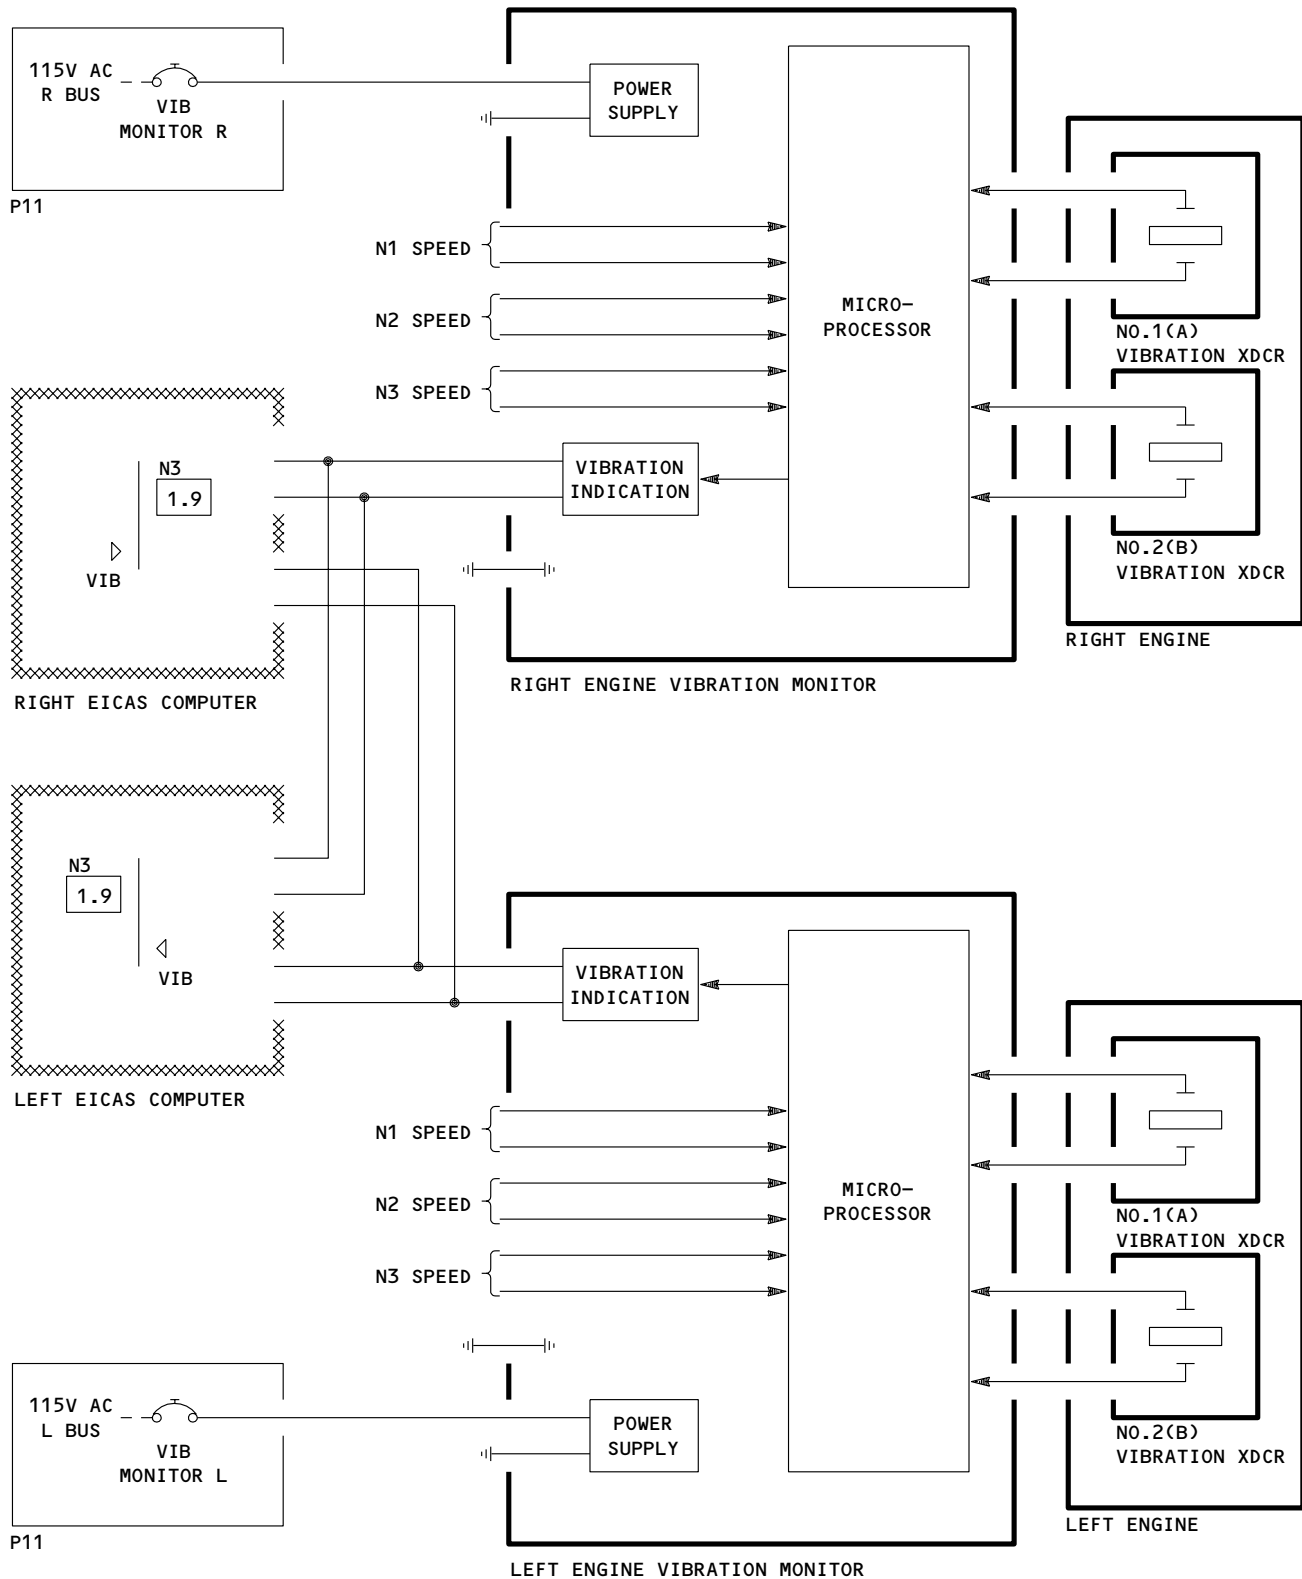 115V AC
R BUS
VIB
MONITOR R
P11
POWER
SUPPLY
N1 SPEED
N2 SPEED
N3 SPEED
MICRO-
PROCESSOR
VIBRATION
INDICATION
NO.1(A)
VIBRATION XDCR
NO.2(B)
VIBRATION XDCR
RIGHT ENGINE
RIGHT ENGINE VIBRATION MONITOR
N3
1.9
VIB
RIGHT EICAS COMPUTER
N3
1.9
VIB
LEFT EICAS COMPUTER
VIBRATION
INDICATION
N1 SPEED
N2 SPEED
N3 SPEED
MICRO-
PROCESSOR
NO.1(A)
VIBRATION XDCR
NO.2(B)
VIBRATION XDCR
LEFT ENGINE
115V AC
L BUS
VIB
MONITOR L
P11
POWER
SUPPLY
LEFT ENGINE VIBRATION MONITOR